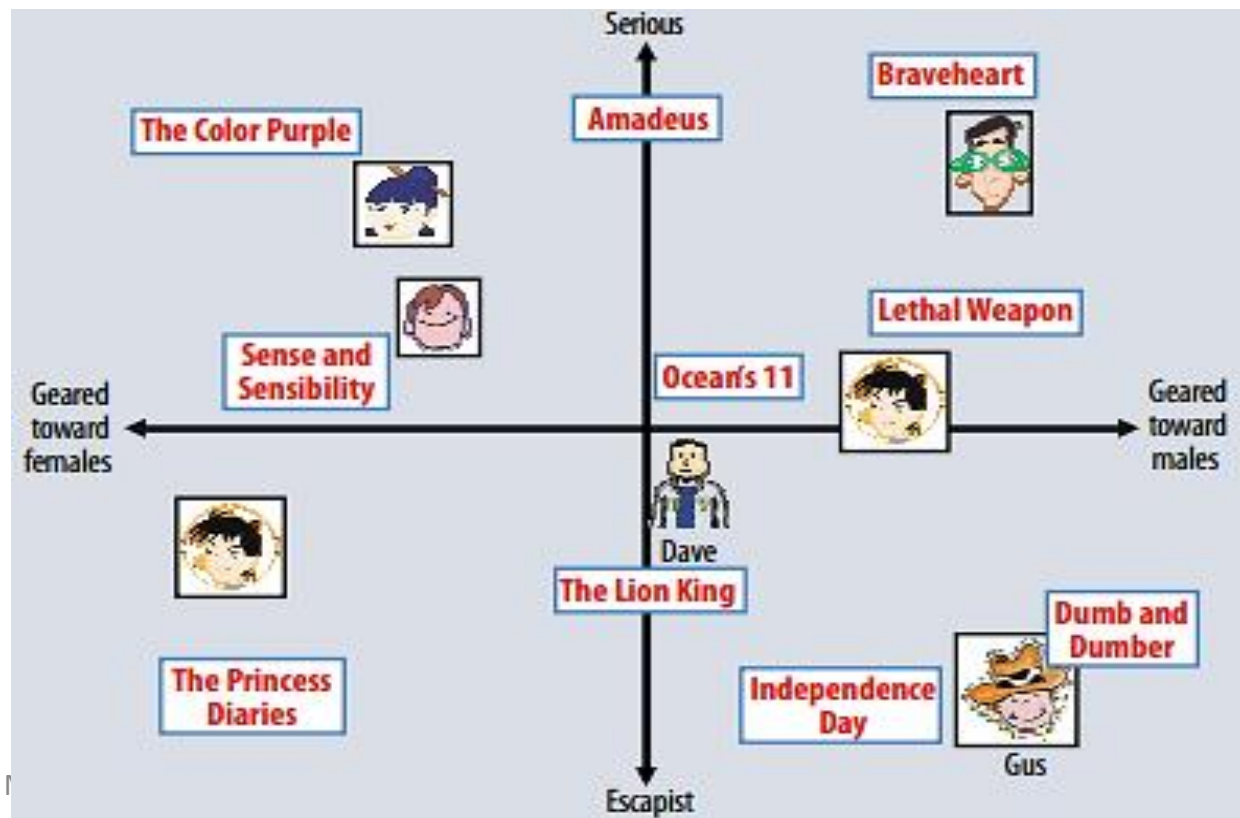 Serious
Braveheart
Amadeus
The Color Purple
Lethal Weapon
Sense and
Sensibility
Ocean's 11
Geared
toward
females
Geared
toward
males
Dave
The Lion King
Dumb and
Dumber
The Princess
Diaries
Independence
Day
Gus
Escapist